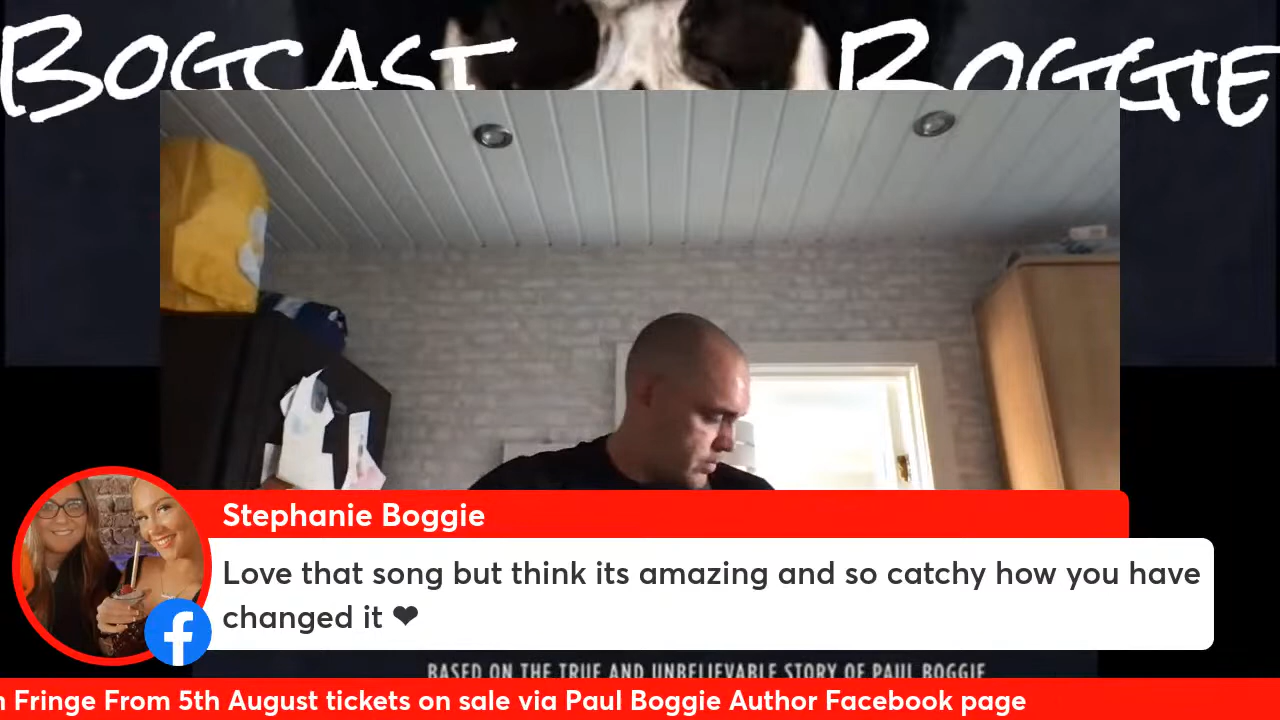 BOGCAST BOGGIE
Stephanie Boggie
Love that song but think its amazing and so catchy how you have
changed it ❤
BASED ON THE TRUE AND UNBELIEVABLE STORY OF PAUL BOGGIE
Fringe From 5th August tickets on sale via Paul Boggie Author Facebook page